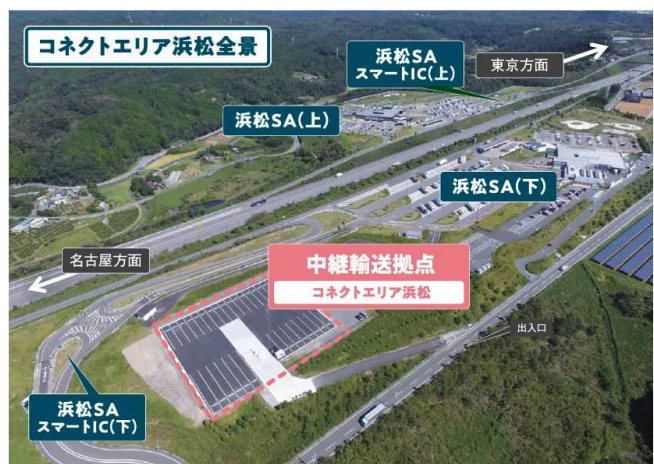 コネクトエリア浜松全景
浜松SA
スマートIC(上)
東京方面
浜松SA(上)
浜松SA(下)
名古屋方面
中継輸送拠点
コネクトエリア浜松
出入口
浜松SA
スマートIC(下)